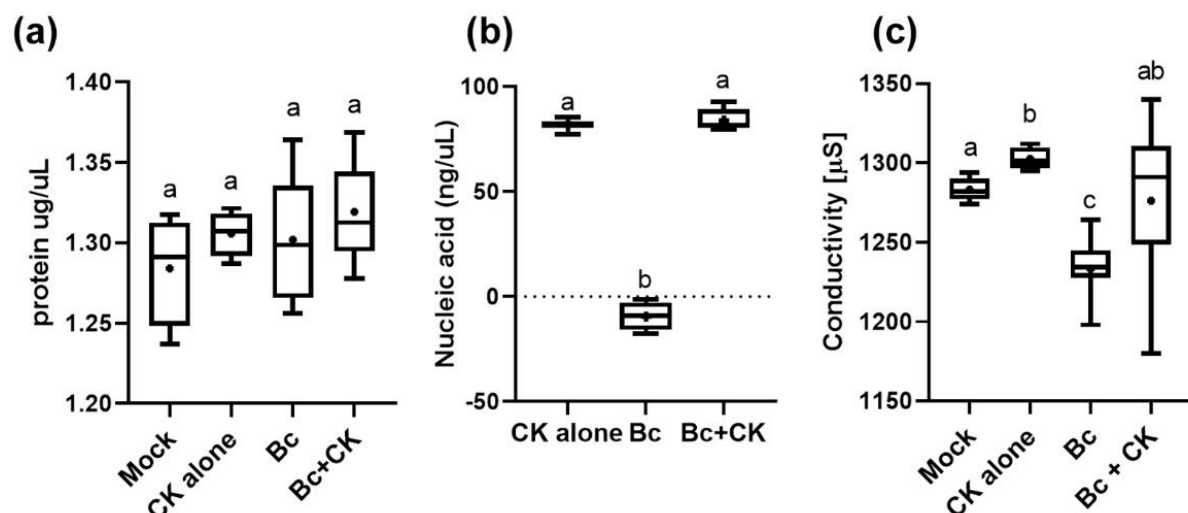 (a)
protein ug/uL
1.40
1.35
1.30
1.25
1.20
a
a
a
a
Mock
CK alone
Bc
Bc+CK
(b)
Nucleic acid (ng/uL)
100
50
0
-50
a
b
a
CK alone
Bc
Bc+CK
(c)
Conductivity [µS]
1350
1300
1250
1200
1150
a
b
c
ab
Mock
CK alone
Bc
Bc + CK